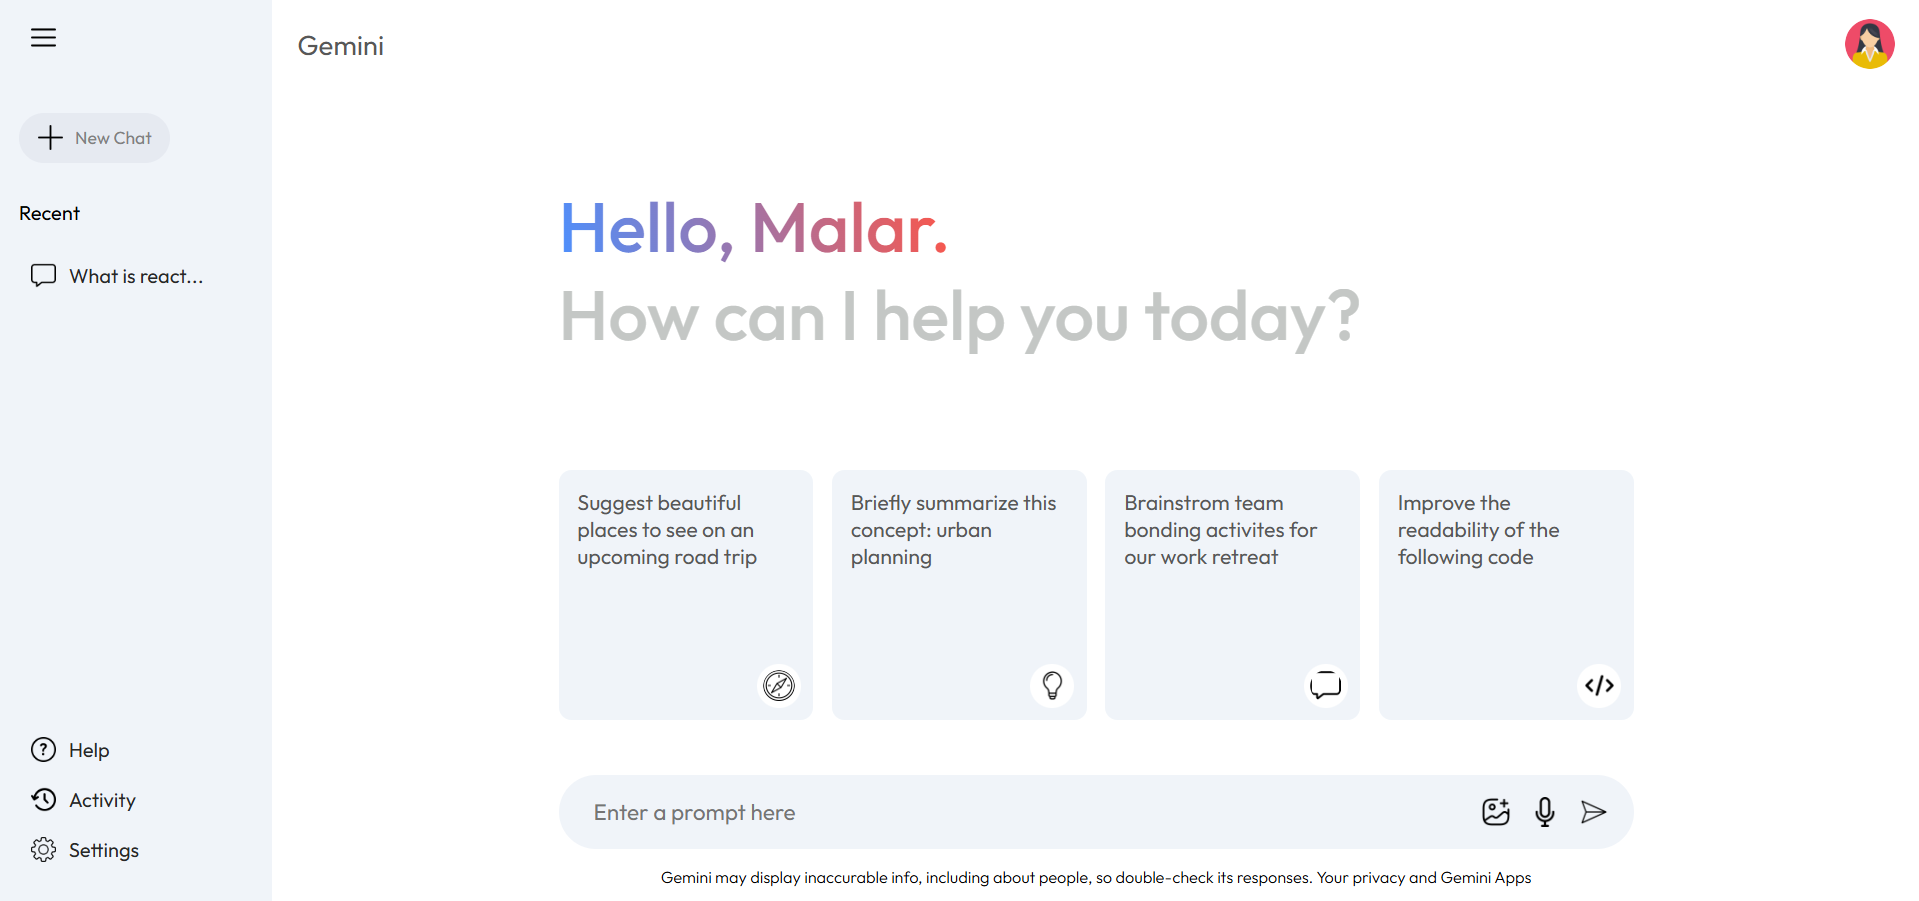 Gemini
New Chat
Recent
What is react...
Help
Activity
Settings
Hello, Malar.
How can I help you today?
Suggest beautiful
places to see on an
upcoming road trip
Briefly summarize this
concept: urban
planning
Brainstrom team
bonding activites for
our work retreat
Improve the
readability of the
following code
Enter a prompt here
Gemini may display inaccurable info, including about people, so double-check its responses. Your privacy and Gemini Apps